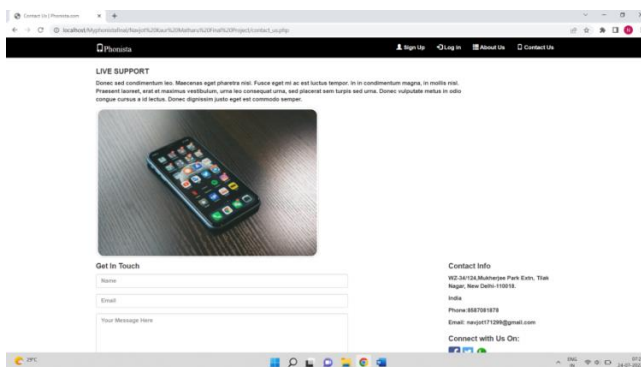 Contact Us | Phonista.com
localhost/MyphonistaFinal/Navjot%20Kaur%20Matharu%20Final%20Project/contact_us.php
Phonista
Sign Up
Log In
About Us
Contact Us
LIVE SUPPORT
Donec sed condimentum leo. Maecenas eget pharetra nisl. Fusce eget mi ac est luctus tempor. In in condimentum magna, in mollis nisl.
Praesent laoreet, erat et maximus vestibulum, urna leo consequat urna, sed placerat sem turpis sed urna. Donec vulputate metus in odio
congue cursus a id lectus. Donec dignissim justo eget est commodo semper.
Get In Touch
Name
Email
Your Message Here
Contact Info
WZ-34/124,Mukherjee Park Extn, Tilak
Nagar, New Delhi-110018.
India
Phone:
Email: navjot171298@gmail.com
Connect with Us On:
29°C
ENG
IN